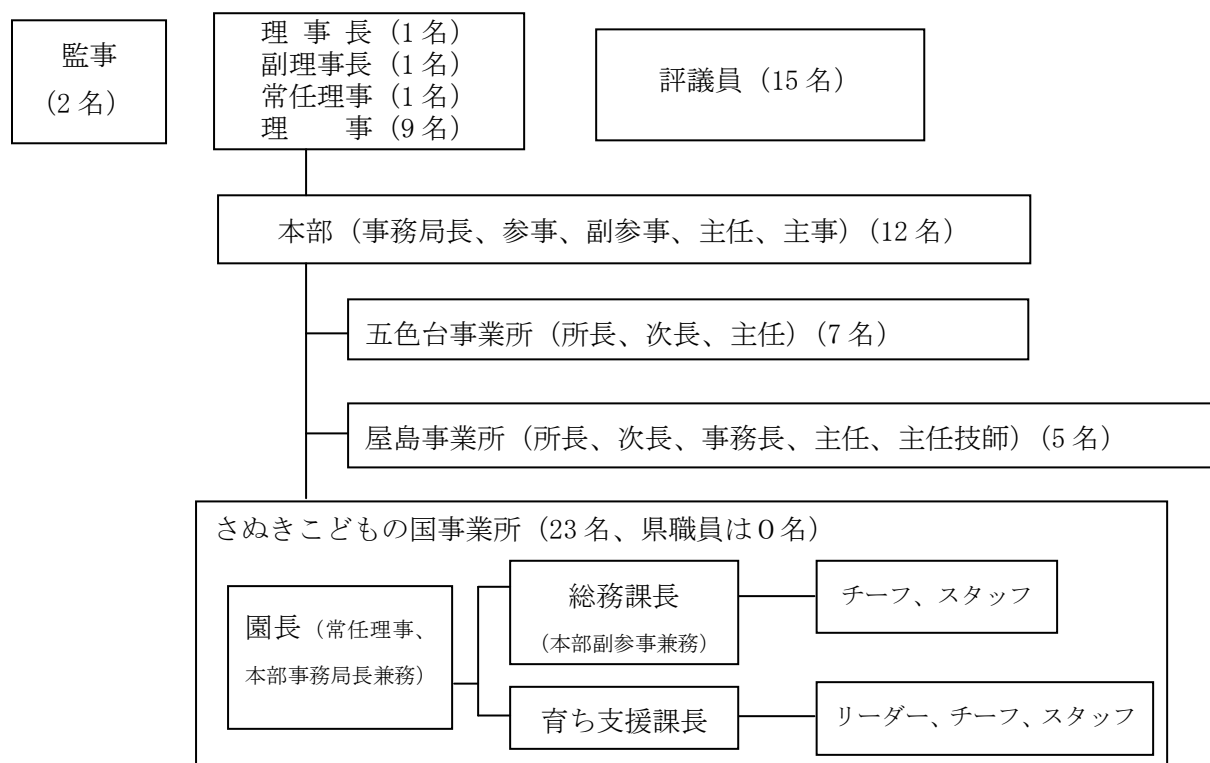 監事
(2 名)
理 事 長 (1 名)
副理事長 (1 名)
常任理事 (1 名)
理　　事 (9 名)
評議員 (15 名)
本部 (事務局長、参事、副参事、主任、主事) (12 名)
五色台事業所 (所長、次長、主任) (7 名)
屋島事業所 (所長、次長、事務長、主任、主任技師) (5 名)
さぬきこどもの国事業所 (23 名、県職員は０名)
園長 (常任理事、
本部事務局長兼務)
総務課長
(本部副参事兼務)
チーフ、スタッフ
育ち支援課長
リーダー、チーフ、スタッフ